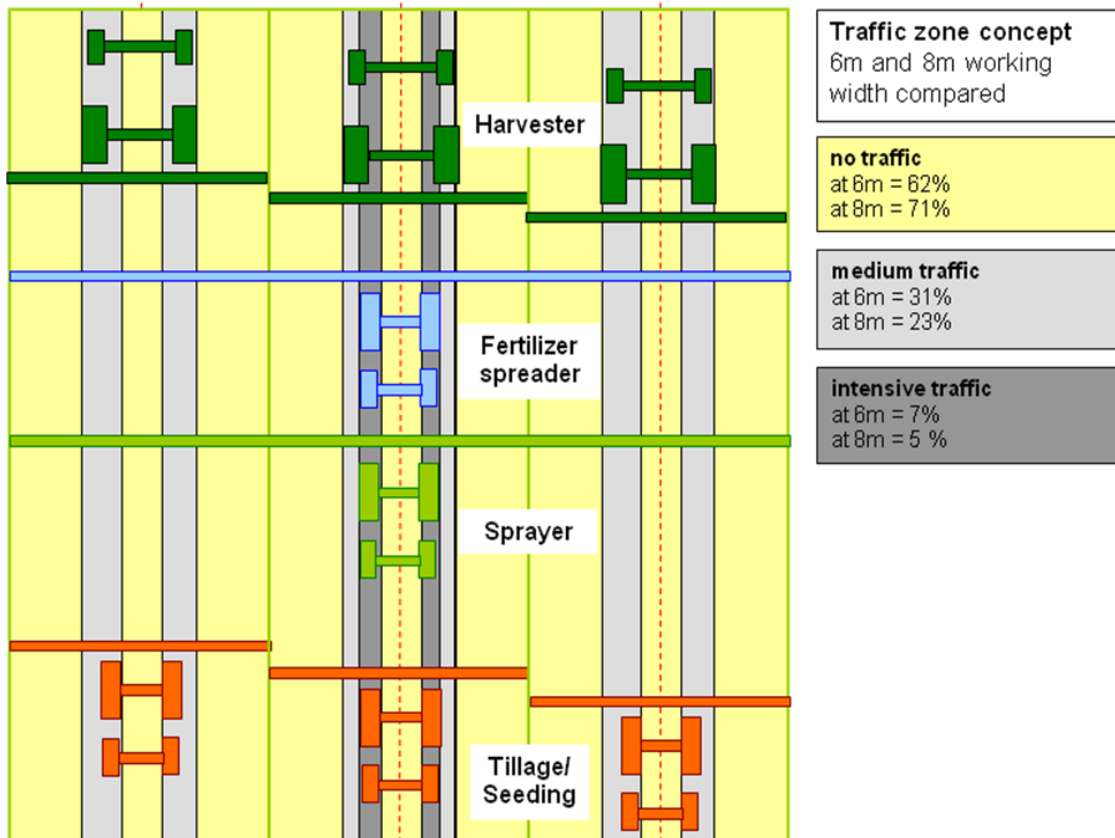 Harvester
Fertilizer
spreader
Sprayer
Tillage/
Seeding
Traffic zone concept
6m and 8m working
width compared
no traffic
at 6m = 62%
at 8m = 71%
medium traffic
at 6m = 31%
at 8m = 23%
intensive traffic
at 6m = 7%
at 8m = 5 %